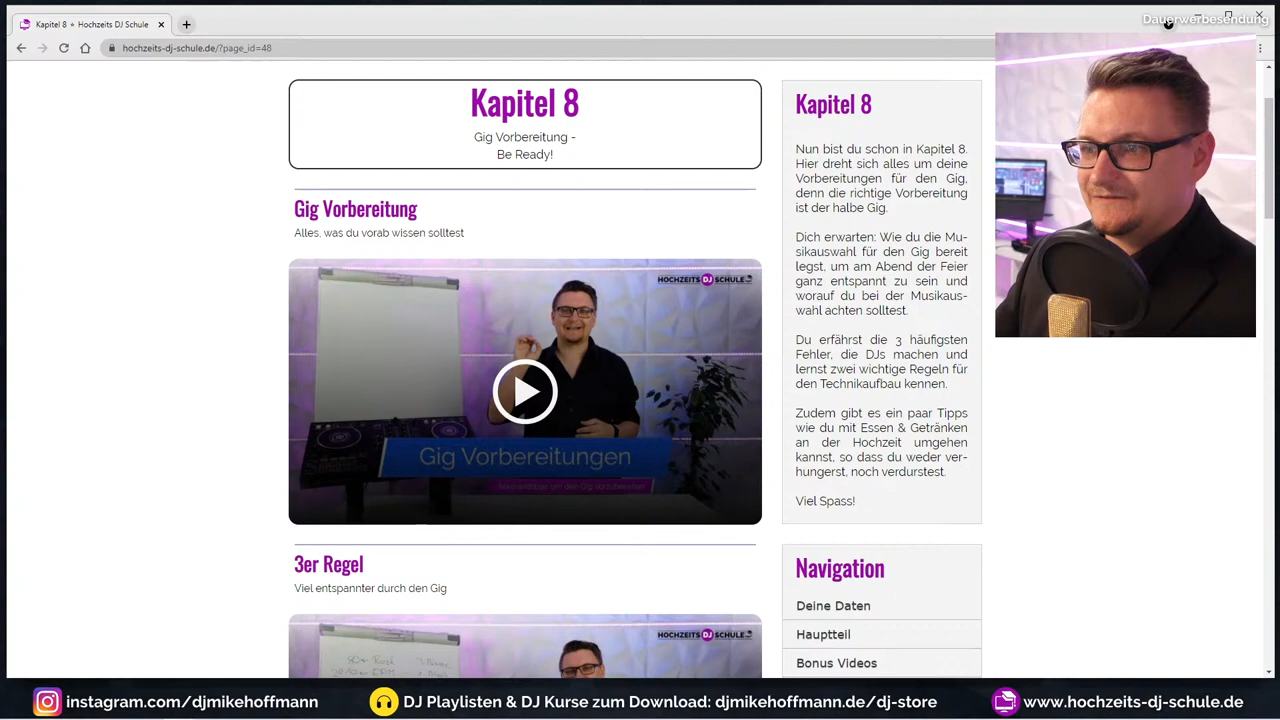 Kapitel 8 ⋆ Hochzeits DJ Schule
Dauerwerbesendung
hochzeits-dj-schule.de/?page_id=48
Kapitel 8
Gig Vorbereitung -
Be Ready!
Gig Vorbereitung
Alles, was du vorab wissen solltest
HOCHZEITS DJ SCHULE
Gig Vorbereitungen
3er Regel
Viel entspannter durch den Gig
HOCHZEITS DJ SCHULE
Kapitel 8
Nun bist du schon in Kapitel 8.
Hier dreht sich alles um deine
Vorbereitungen für den Gig,
denn die richtige Vorbereitung
ist der halbe Gig.
Dich erwarten: Wie du die Mu-
sikauswahl für den Gig bereit
legst, um am Abend der Feier
ganz entspannt zu sein und
worauf du bei der Musikaus-
wahl achten solltest.
Du erfährst die 3 häufigsten
Fehler, die DJs machen und
lernst zwei wichtige Regeln für
den Technikaufbau kennen.
Zudem gibt es ein paar Tipps
wie du mit Essen & Getränken
an der Hochzeit umgehen
kannst, so dass du weder ver-
hungerst, noch verdurstest.
Viel Spass!
Navigation
Deine Daten
Hauptteil
Bonus Videos
instagram.com/djmikehoffmann
DJ Playlisten & DJ Kurse zum Download: djmikehoffmann.de/dj-store
www.hochzeits-dj-schule.de